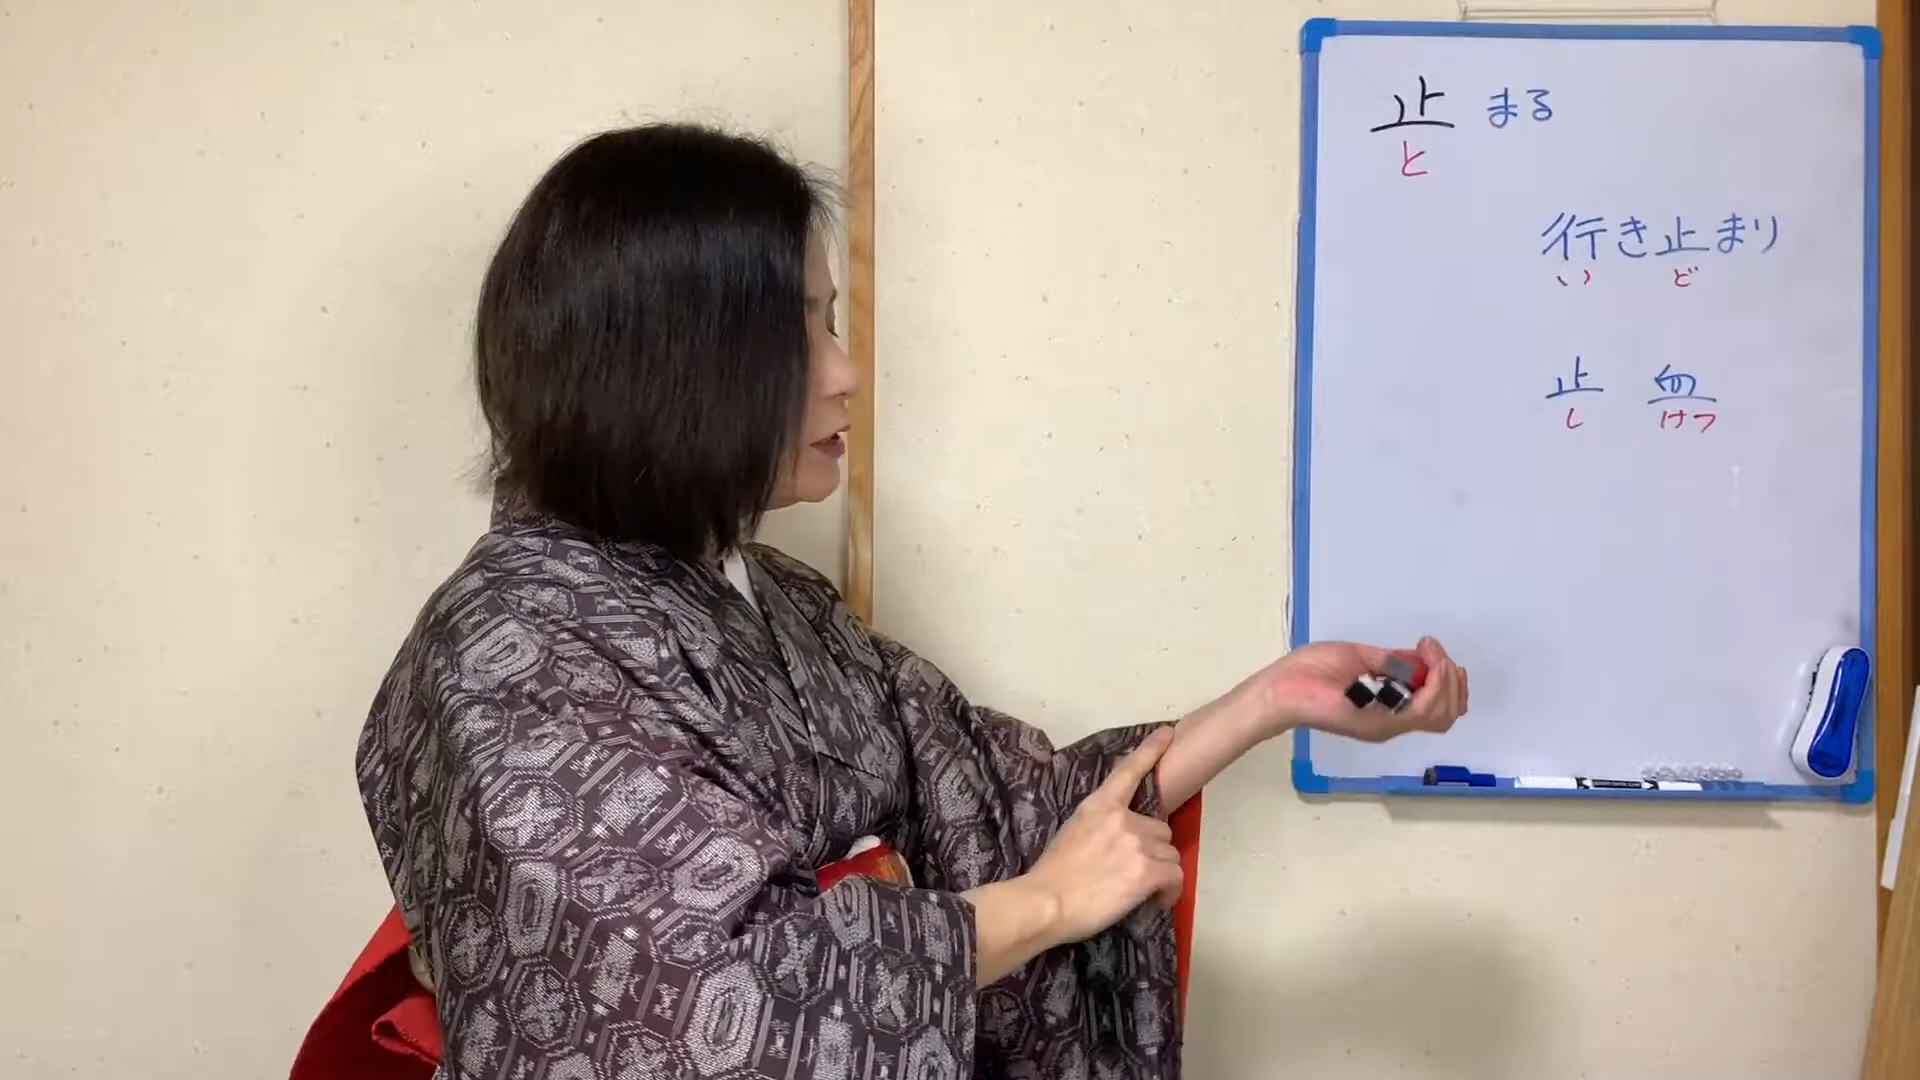 止まる
と
行き止まり
い ど
止 血
し けつ